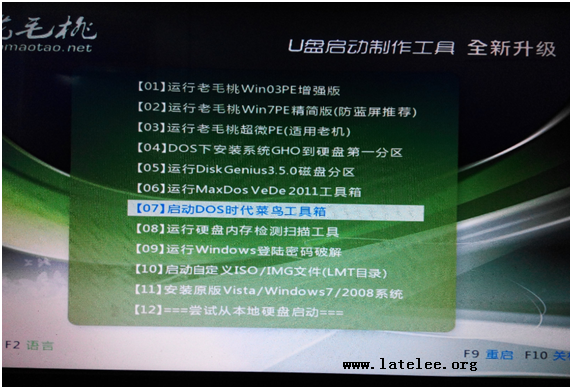 毛桃
omaotao.net
U盘启动制作工具 全新升级
【01】运行老毛桃Win03PE增强版
【02】运行老毛桃Win7PE精简版(防蓝屏推荐)
【03】运行老毛桃超微PE(适用老机)
【04】DOS下安装系统GHO到硬盘第一分区
【05】运行DiskGenius3.5.0磁盘分区
【06】运行MaxDos VeDe 2011工具箱
【07】启动DOS时代菜鸟工具箱
【08】运行硬盘内存检测扫描工具
【09】运行Windows登陆密码破解
【10】启动自定义ISO/IMG文件(LMT目录)
【11】安装原版Vista/Windows7/2008系统
【12】===尝试从本地硬盘启动===
F2 语言
F9 重启 F10 关
www.latelee.org